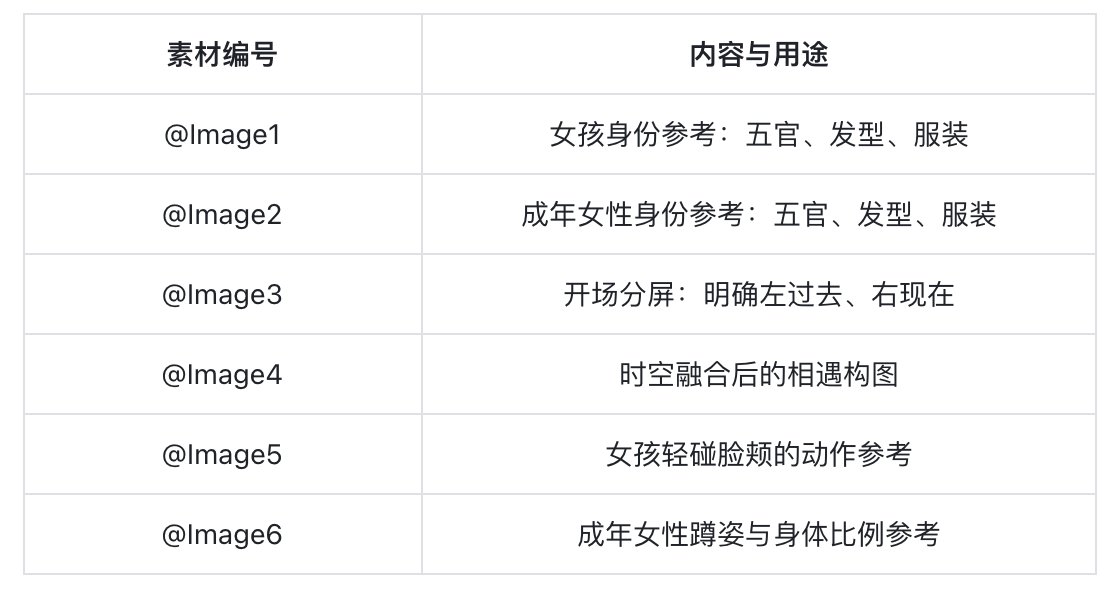 素材编号 内容与用途
@Image1 女孩身份参考：五官、发型、服装
@Image2 成年女性身份参考：五官、发型、服装
@Image3 开场分屏：明确左过去、右现在
@Image4 时空融合后的相遇构图
@Image5 女孩轻碰脸颊的动作参考
@Image6 成年女性蹲姿与身体比例参考